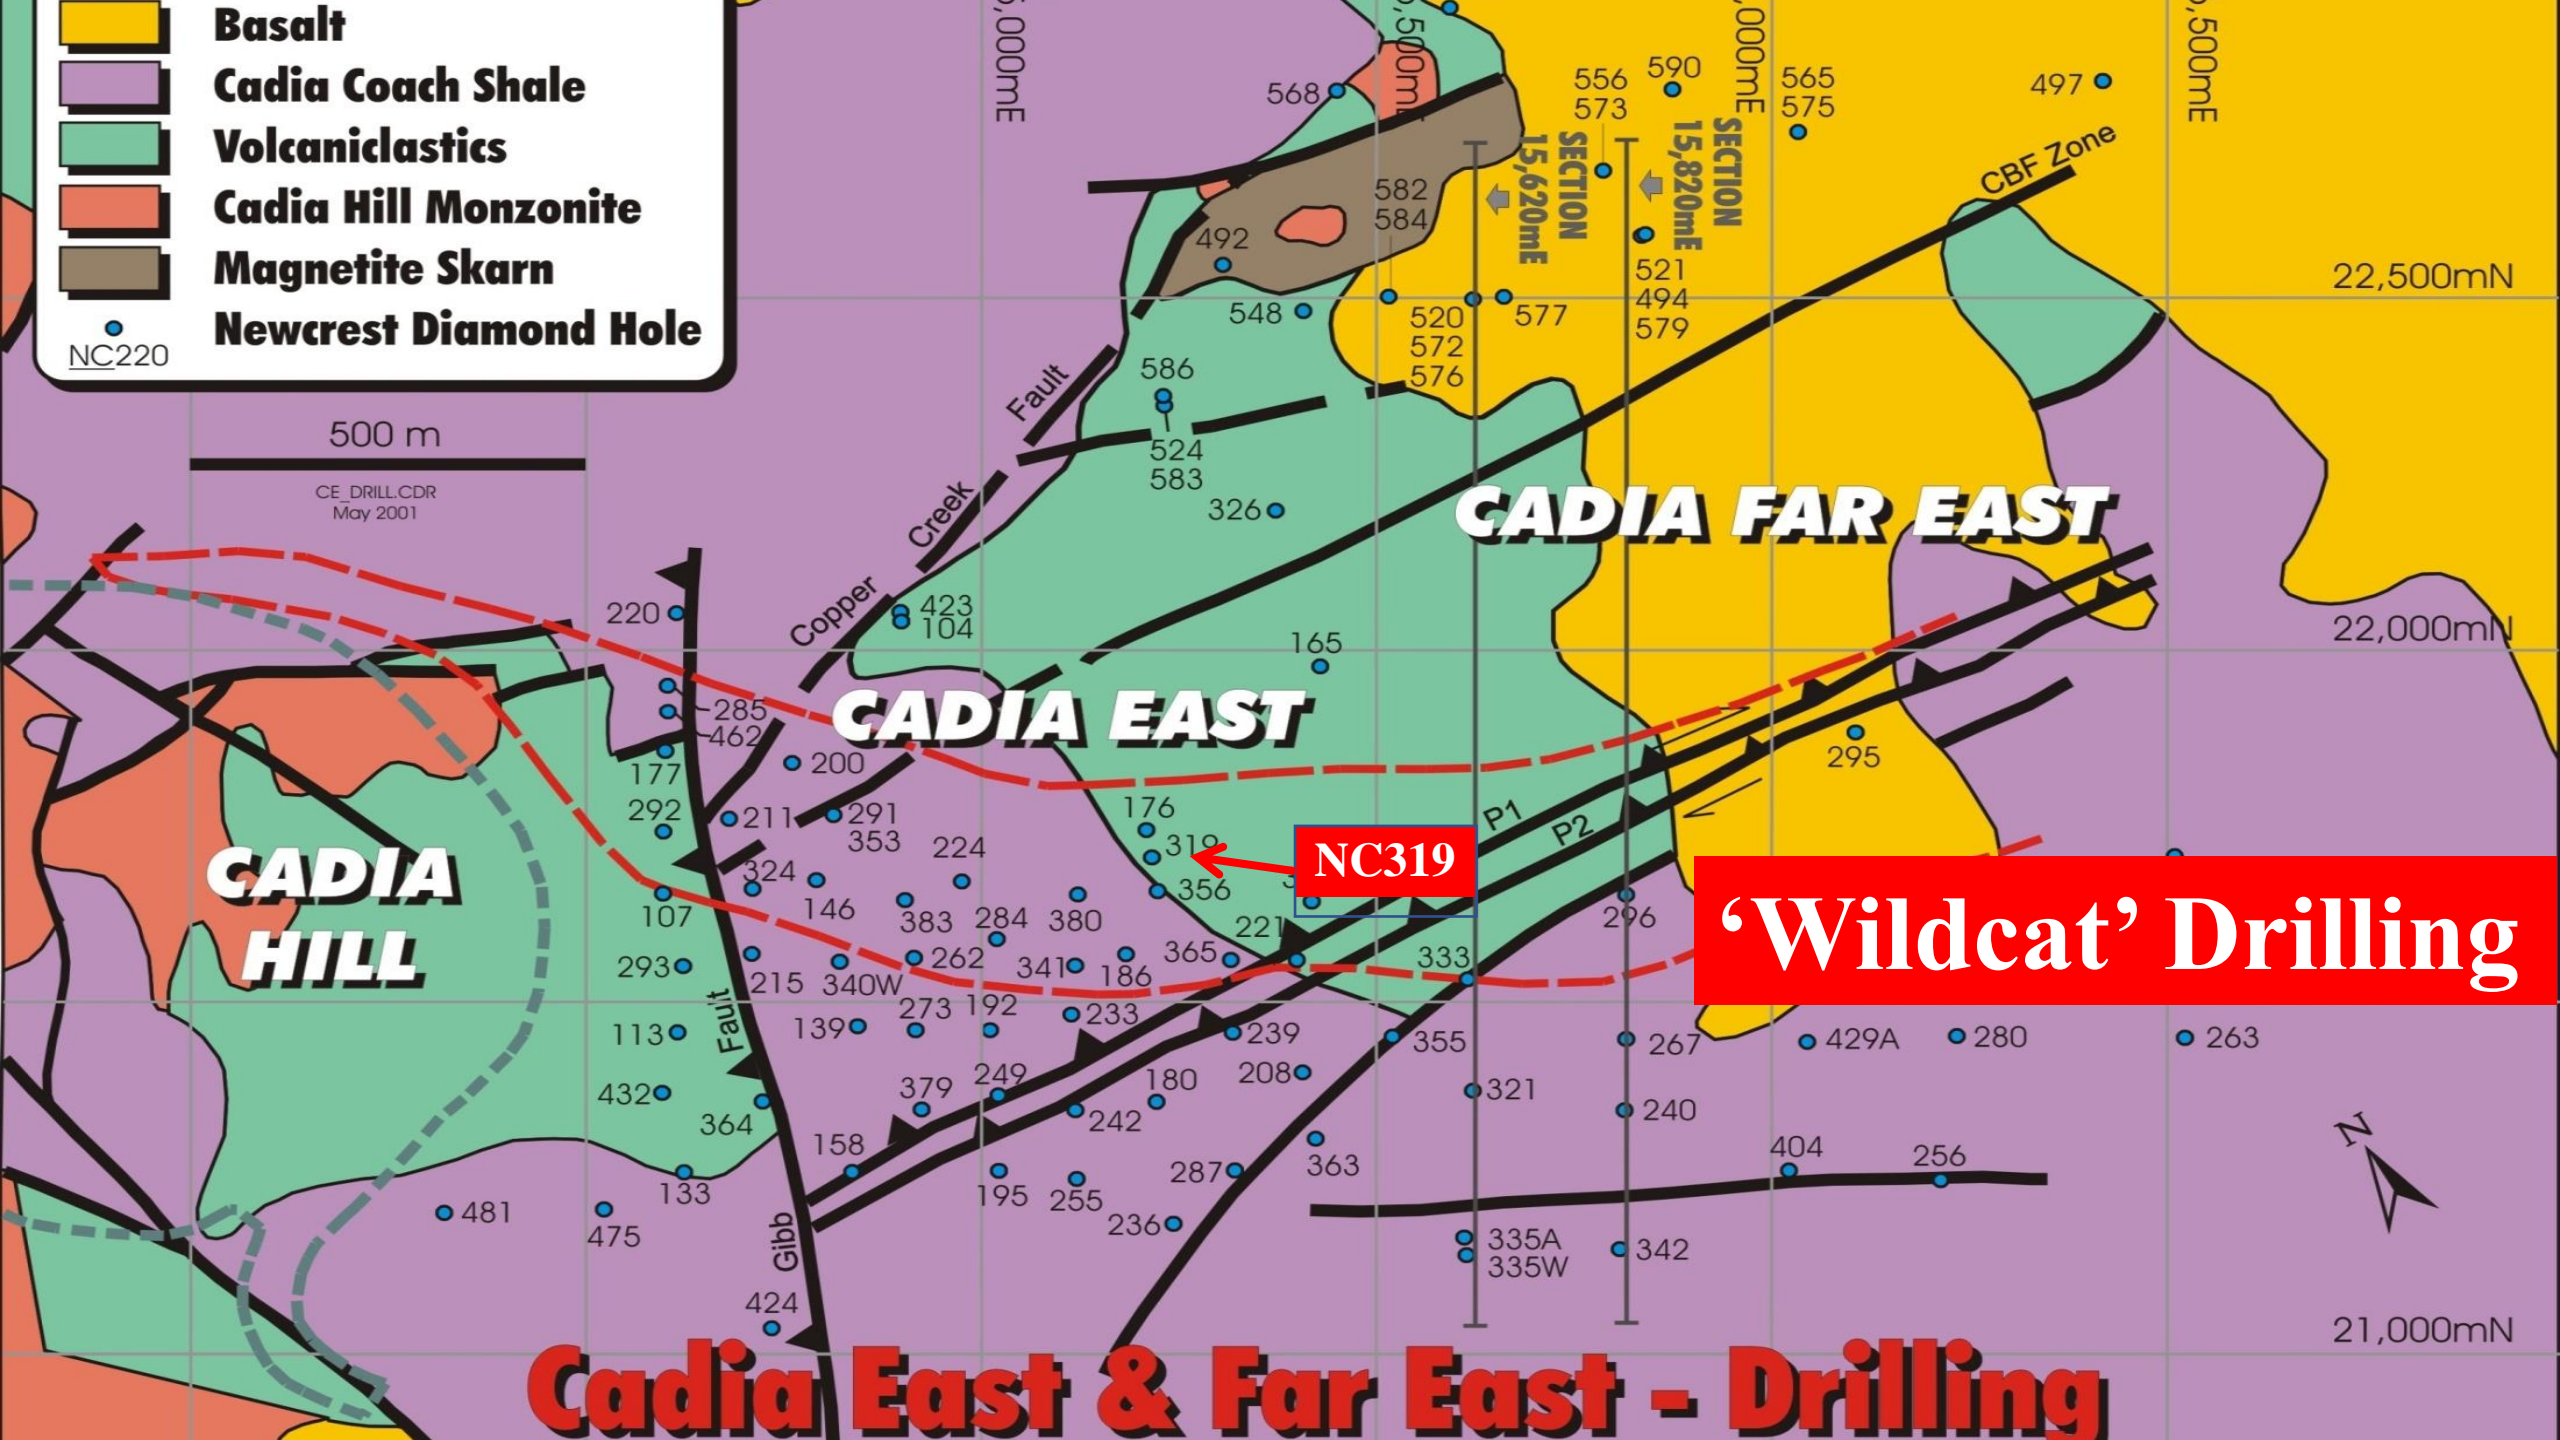 Basalt
Cadia Coach Shale
Volcaniclastics
Cadia Hill Monzonite
Magnetite Skarn
Newcrest Diamond Hole
NC220
500 m
CE_DRILL.CDR
May 2001
,000mE
,500mE
,000mE
,500mE
568
556
573
590
565
575
497
SECTION
15,620mE
SECTION
15,820mE
CBF Zone
582
584
492
548
520
572
576
577
521
494
579
22,500mN
586
524
583
326
Copper Creek Fault
CADIA FAR EAST
423
104
220
165
22,000mN
CADIA EAST
285
462
177
200
295
292
211
291
353
176
319
NC319
P1
P2
224
324
146
356
CADIA
HILL
107
383
284
380
221
296
'Wildcat' Drilling
293
215
340W
262
341
186
365
333
273
192
233
113
139
239
355
267
429A
280
263
208
432
364
379
249
180
242
321
240
158
363
404
256
133
195
255
287
481
475
236
335A
335W
342
Gibb Fault
424
N
21,000mN
Cadia East & Far East - Drilling